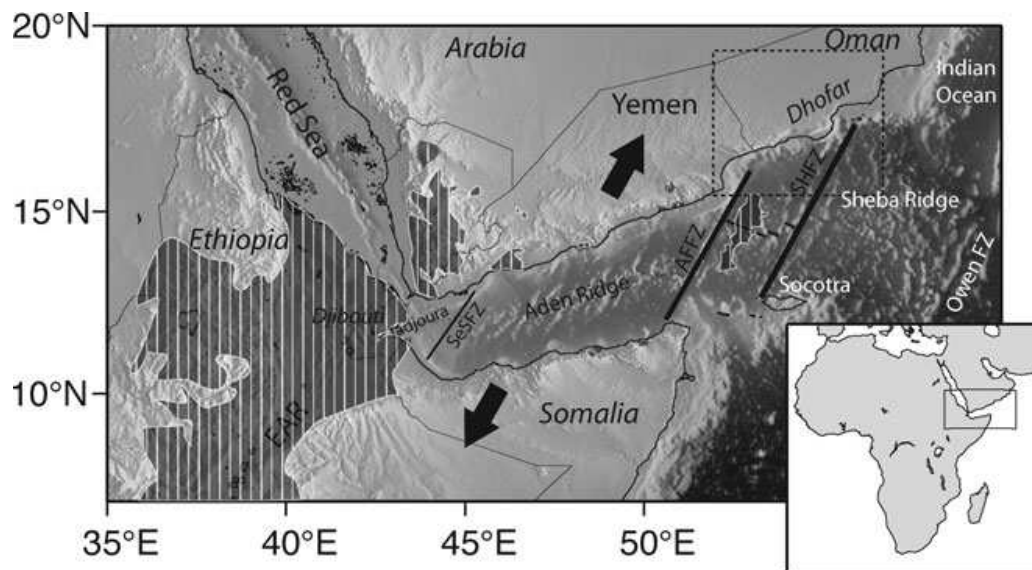 20°N
15°N
10°N
35°E
40°E
45°E
50°E
Arabia
Oman
Indian
Ocean
Red Sea
Yemen
Dhofar
Ethiopia
SHFZ
Sheba Ridge
AFFZ
Owen FZ
Socotra
Djibouti
Tadjoura
SeSFZ
Aden Ridge
EAR
Somalia